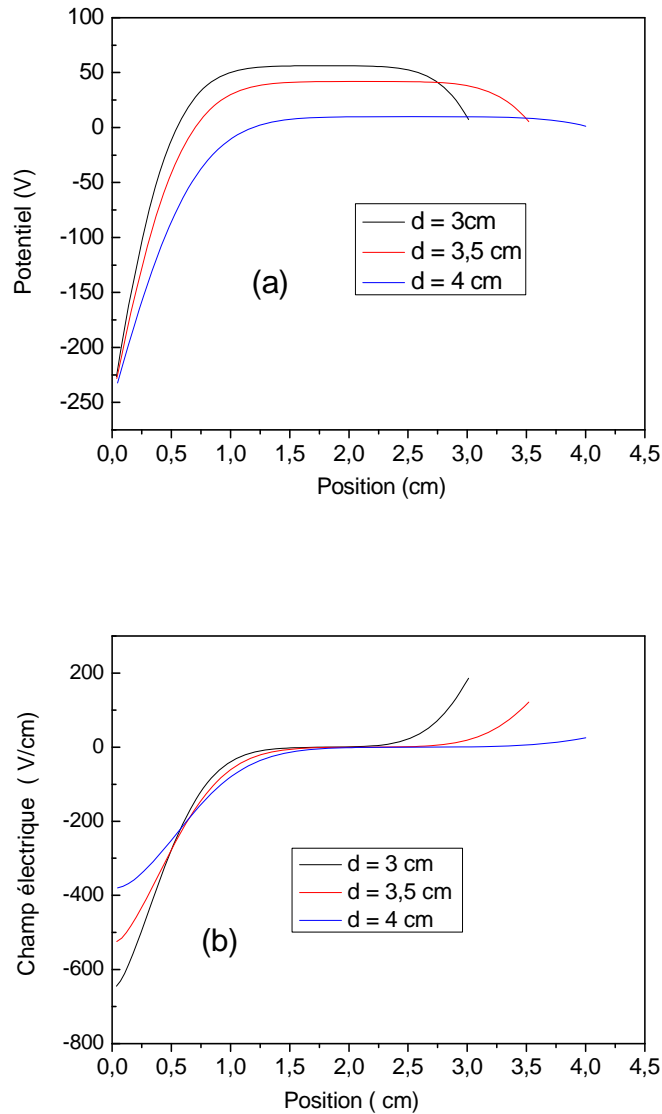 100
50
0
-50
-100
-150
-200
-250
Potentiel (V)
(a)
d = 3cm
d = 3,5 cm
d = 4 cm
0,0 0,5 1,0 1,5 2,0 2,5 3,0 3,5 4,0 4,5
Position (cm)
200
0
-200
-400
-600
-800
Champ électrique ( V/cm)
(b)
d = 3 cm
d = 3,5 cm
d = 4 cm
0,0 0,5 1,0 1,5 2,0 2,5 3,0 3,5 4,0 4,5
Position ( cm)